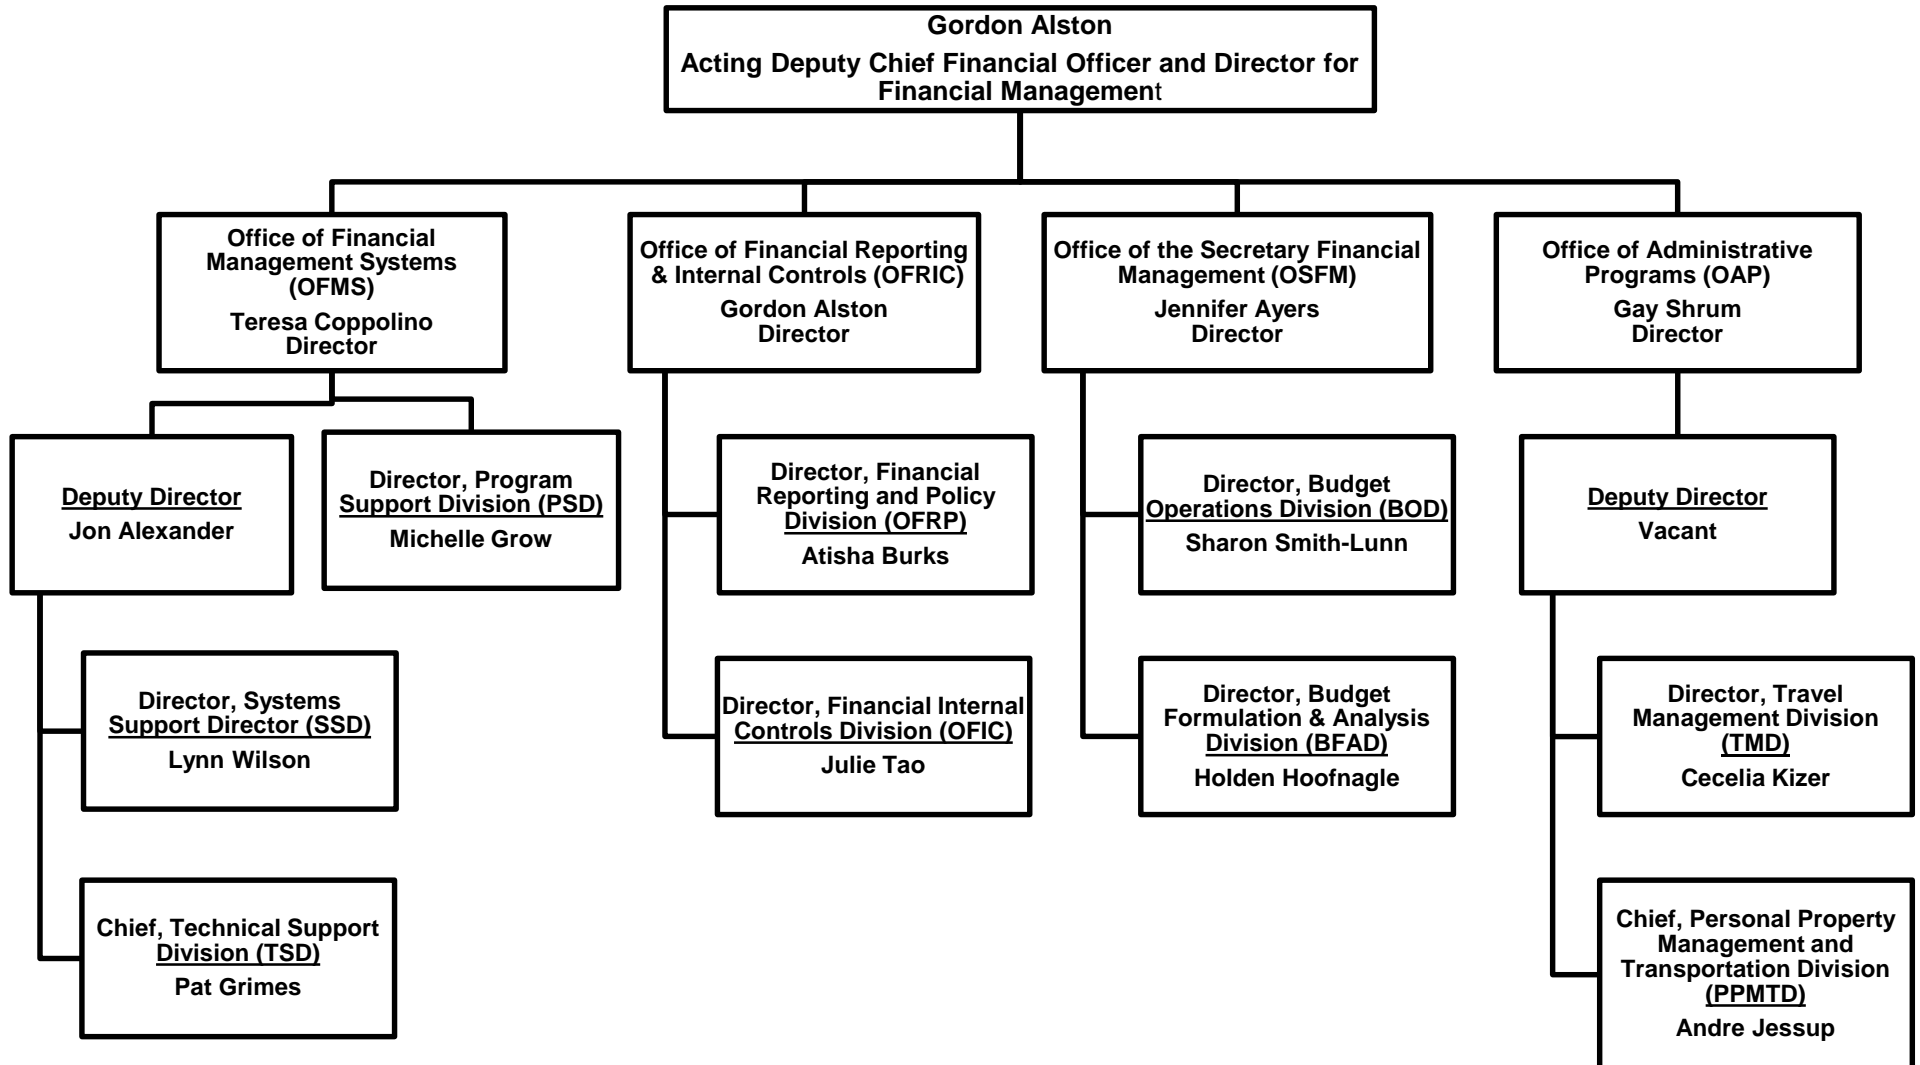 Gordon Alston
Acting Deputy Chief Financial Officer and Director for
Financial Management
Office of Financial
Management Systems
(OFMS)
Teresa Coppolino
Director
Office of Financial Reporting
& Internal Controls (OFRIC)
Gordon Alston
Director
Office of the Secretary Financial
Management (OSFM)
Jennifer Ayers
Director
Office of Administrative
Programs (OAP)
Gay Shrum
Director
Deputy Director
Jon Alexander
Director, Program
Support Division (PSD)
Michelle Grow
Director, Financial
Reporting and Policy
Division (OFRP)
Atisha Burks
Director, Budget
Operations Division (BOD)
Sharon Smith-Lunn
Deputy Director
Vacant
Director, Systems
Support Director (SSD)
Lynn Wilson
Director, Financial Internal
Controls Division (OFIC)
Julie Tao
Director, Budget
Formulation & Analysis
Division (BFAD)
Holden Hoofnagle
Director, Travel
Management Division
(TMD)
Cecelia Kizer
Chief, Technical Support
Division (TSD)
Pat Grimes
Chief, Personal Property
Management and
Transportation Division
(PPMTD)
Andre Jessup